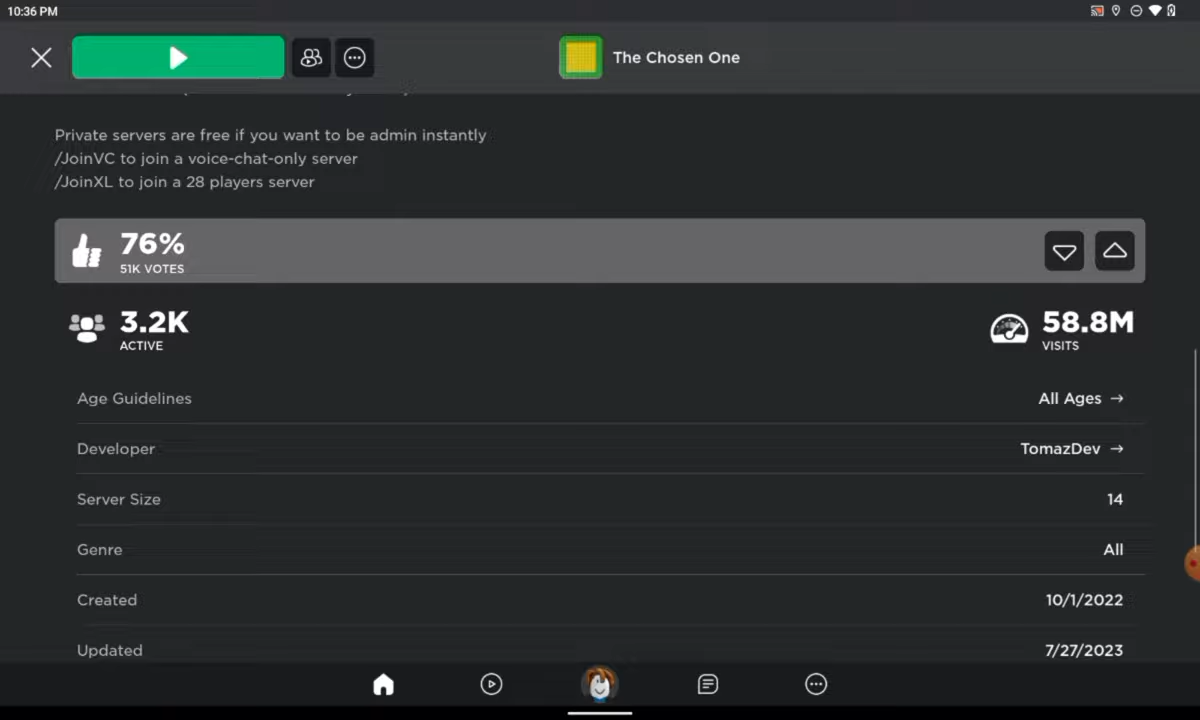 10:36 PM
The Chosen One
Private servers are free if you want to be admin instantly
/JoinVC to join a voice-chat-only server
/JoinXL to join a 28 players server
76%
51K VOTES
3.2K
ACTIVE
58.8M
VISITS
Age Guidelines All Ages →
Developer TomazDev →
Server Size 14
Genre All
Created 10/1/2022
Updated 7/27/2023